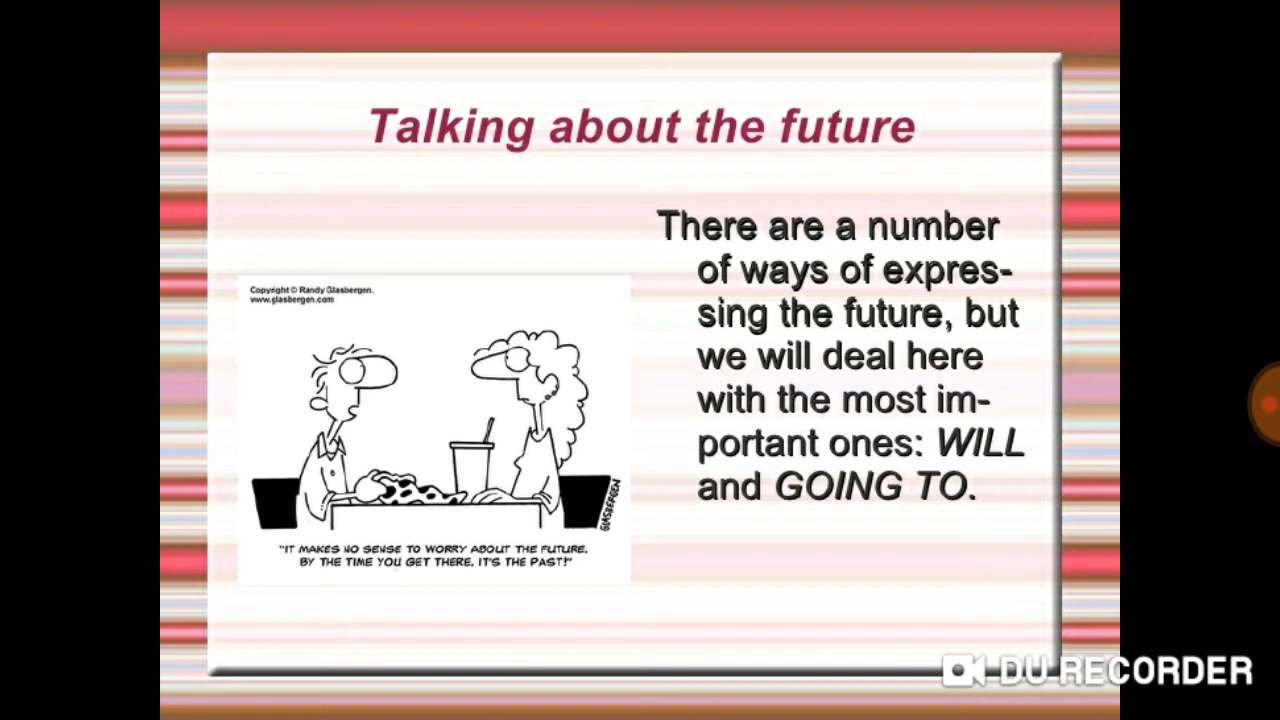 Talking about the future
There are a number
of ways of expres-
sing the future, but
we will deal here
with the most im-
portant ones: WILL
and GOING TO.
Copyright © Randy Glasbergen.
www.glasbergen.com
GLASBERGEN
"IT MAKES NO SENSE TO WORRY ABOUT THE FUTURE.
BY THE TIME YOU GET THERE, IT'S THE PAST!"
DU RECORDER